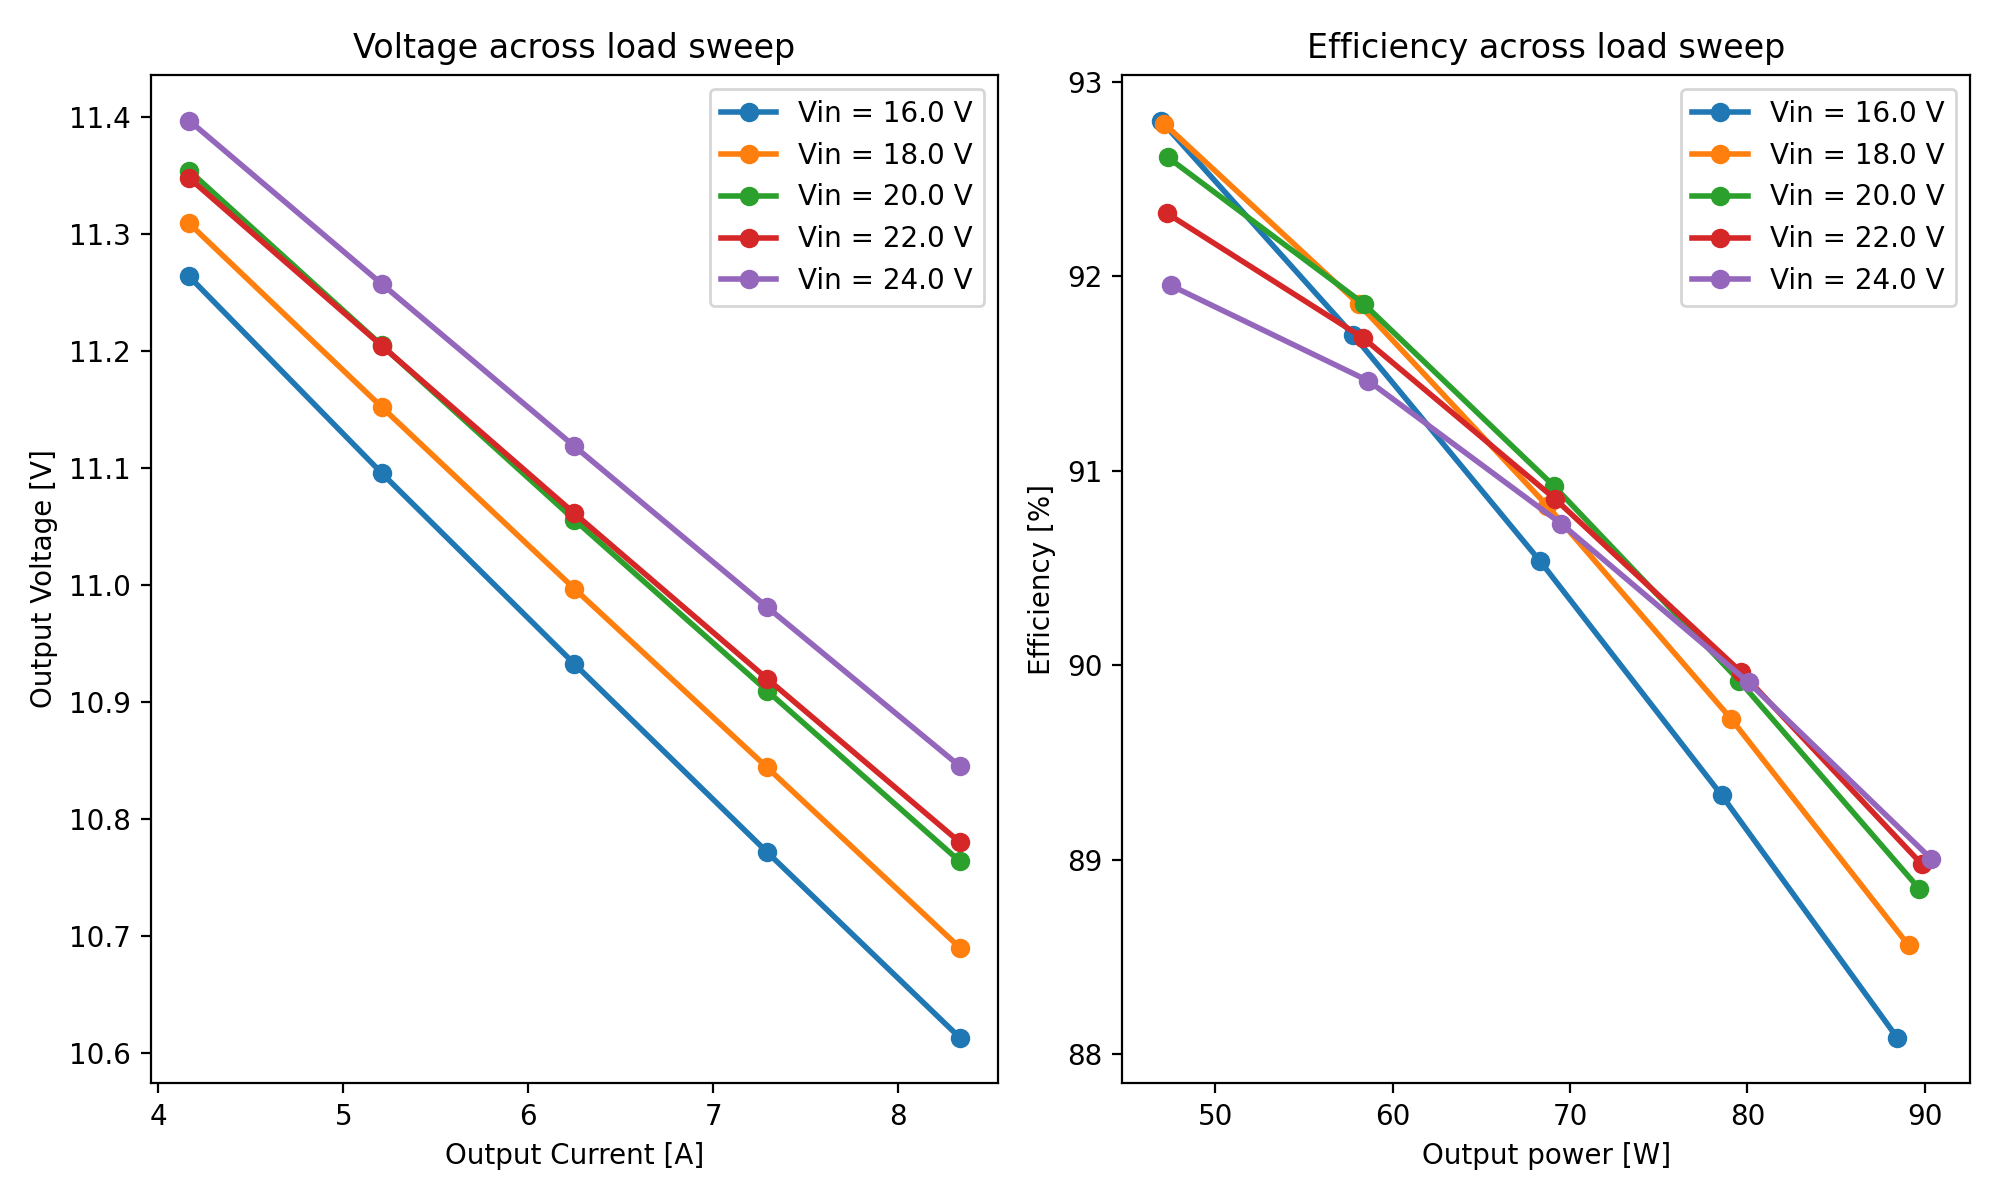 Voltage across load sweep
11.4
11.3
11.2
11.1
11.0
10.9
10.8
10.7
10.6
Output Voltage [V]
4 5 6 7 8
Output Current [A]
Vin = 16.0 V
Vin = 18.0 V
Vin = 20.0 V
Vin = 22.0 V
Vin = 24.0 V
Efficiency across load sweep
93
92
91
90
89
88
Efficiency [%]
50 60 70 80 90
Output power [W]
Vin = 16.0 V
Vin = 18.0 V
Vin = 20.0 V
Vin = 22.0 V
Vin = 24.0 V